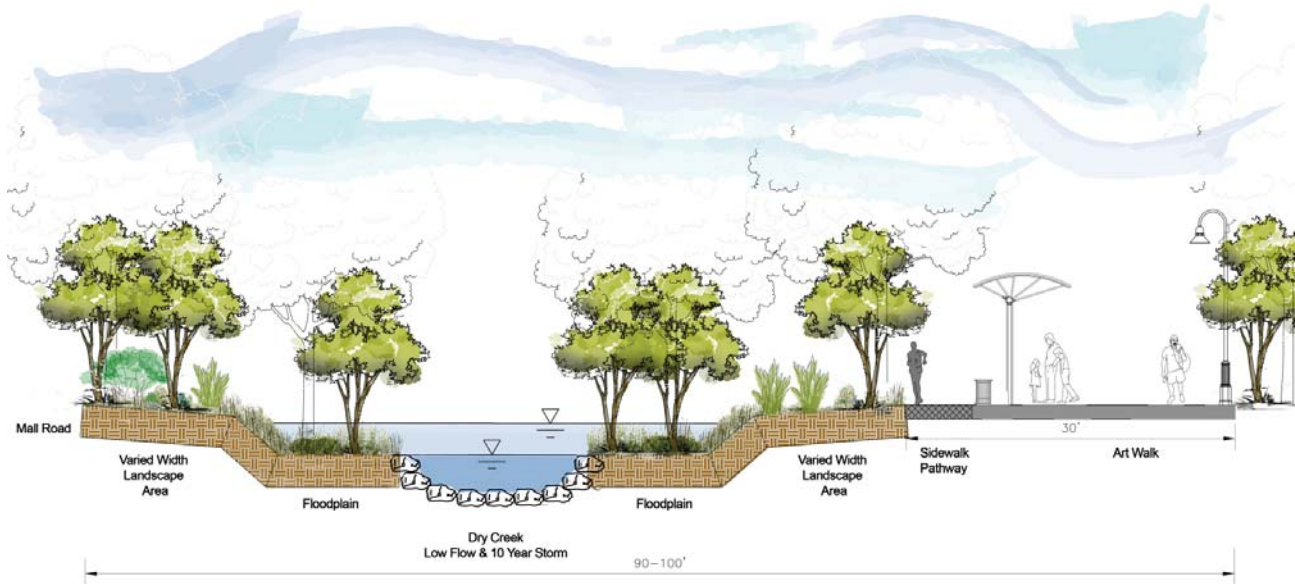 Mall Road
30'
Varied Width
Landscape
Area
Floodplain
Floodplain
Varied Width
Landscape
Area
Sidewalk
Pathway
Art Walk
Dry Creek
Low Flow & 10 Year Storm
90-100'